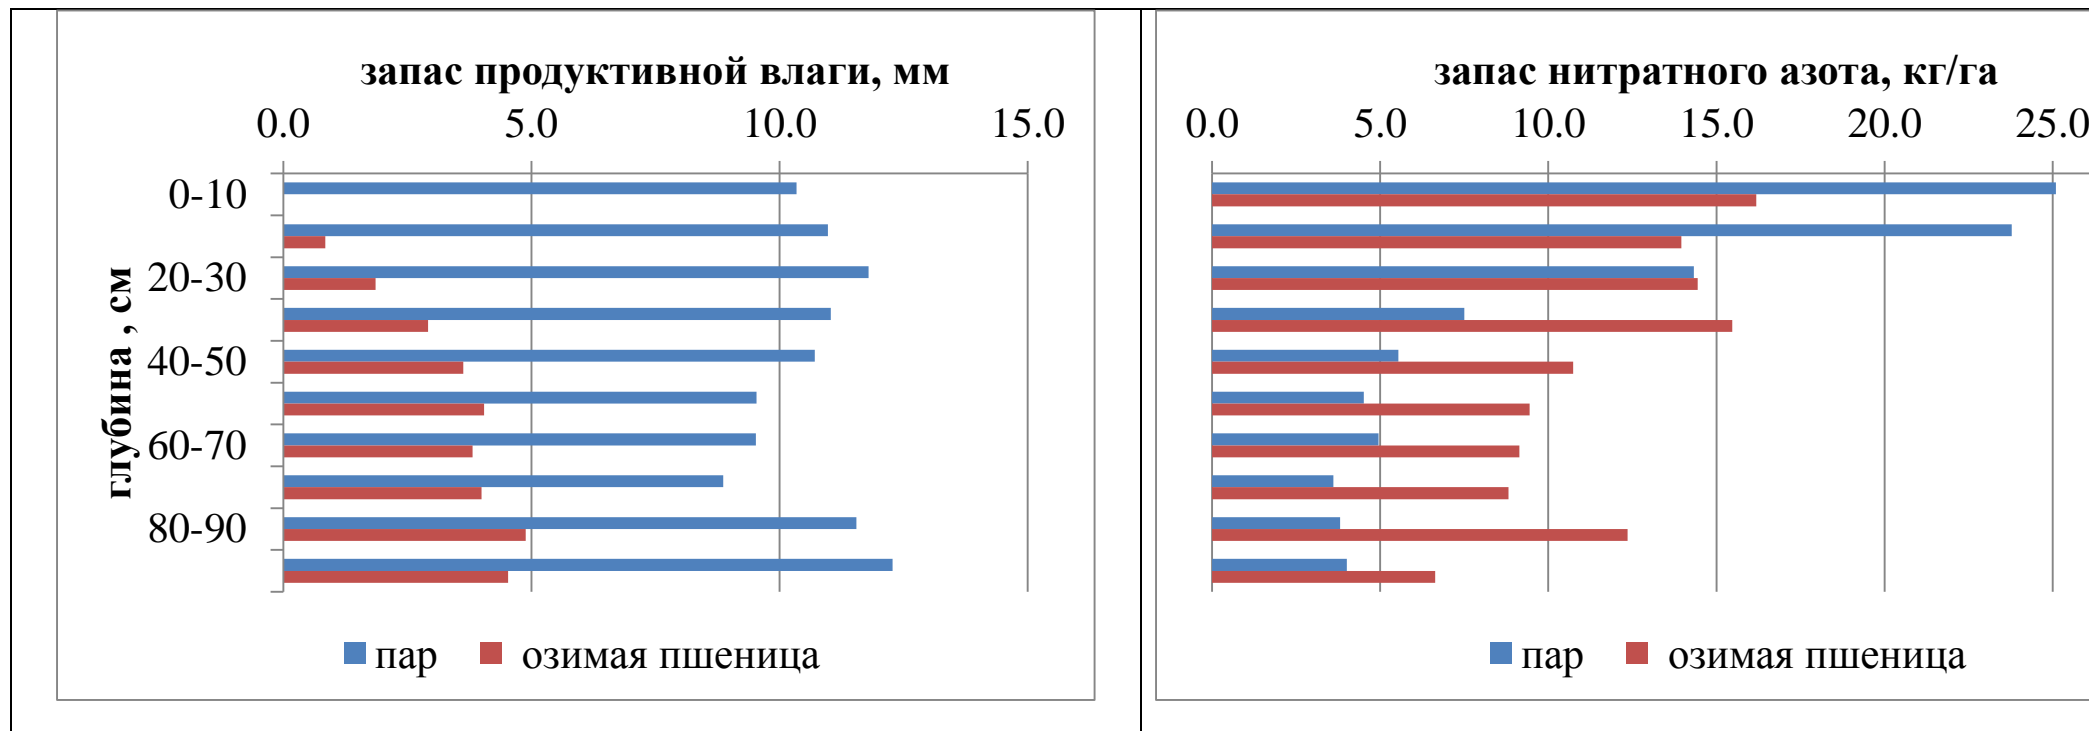 запас продуктивной влаги, мм
0.0 5.0 10.0 15.0
глубина , см
0-10
20-30
40-50
60-70
80-90
пар озимая пшеница
запас нитратного азота, кг/га
0.0 5.0 10.0 15.0 20.0 25.0
пар озимая пшеница